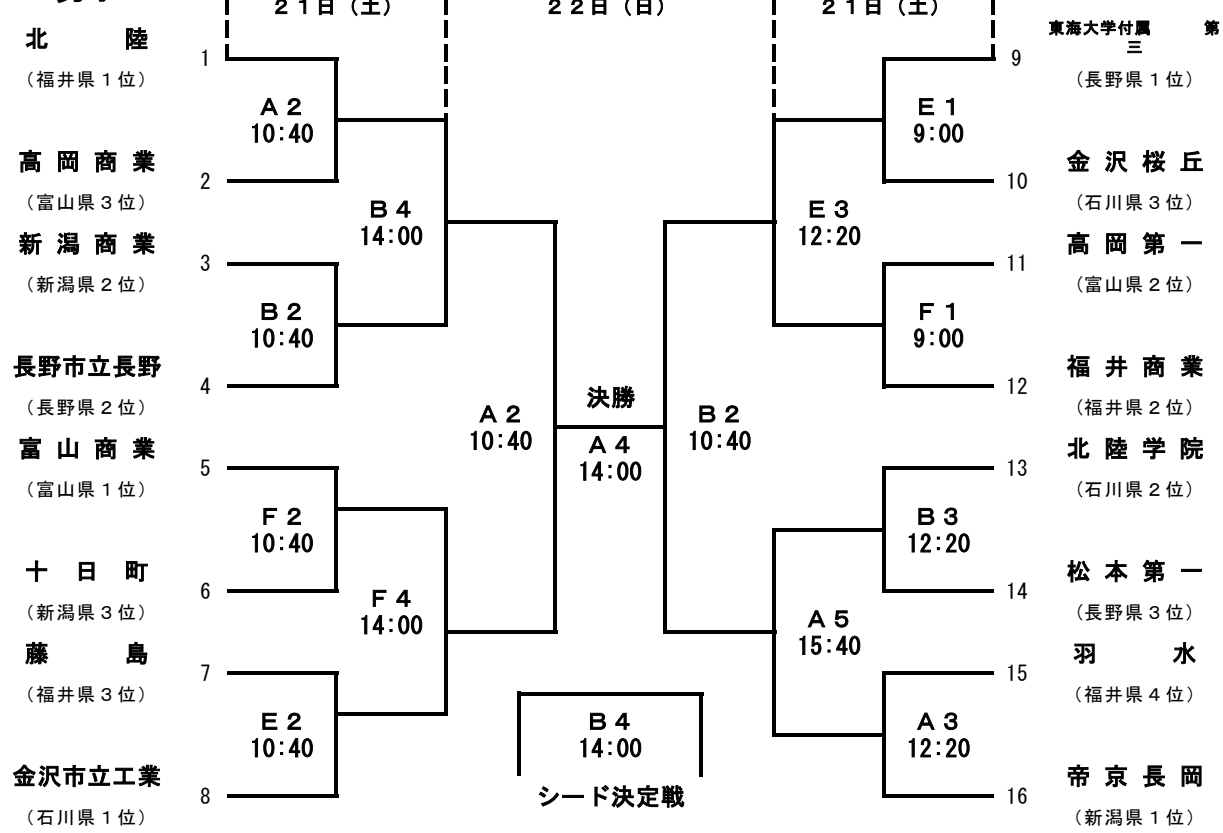 ２１日（土）
２２日（日）
２１日（土）
北　　陸
（福井県１位）
1
Ａ２
10:40
高岡商業
（富山県３位）
2
Ｂ４
14:00
新潟商業
（新潟県２位）
3
Ｂ２
10:40
長野市立長野
（長野県２位）
4
Ａ２
10:40
富山商業
（富山県１位）
5
Ｆ２
10:40
十日町
（新潟県３位）
6
Ｆ４
14:00
藤　　島
（福井県３位）
7
Ｅ２
10:40
金沢市立工業
（石川県１位）
8
決勝
Ａ４
14:00
Ｂ４
14:00
シード決定戦
東海大学付属　　第
三
（長野県１位）
9
Ｅ１
9:00
金沢桜丘
（石川県３位）
10
Ｅ３
12:20
高岡第一
（富山県２位）
11
Ｆ１
9:00
福井商業
（福井県２位）
12
Ｂ２
10:40
北陸学院
（石川県２位）
13
Ｂ３
12:20
松本第一
（長野県３位）
14
Ａ５
15:40
羽　　水
（福井県４位）
15
Ａ３
12:20
帝京長岡
（新潟県１位）
16